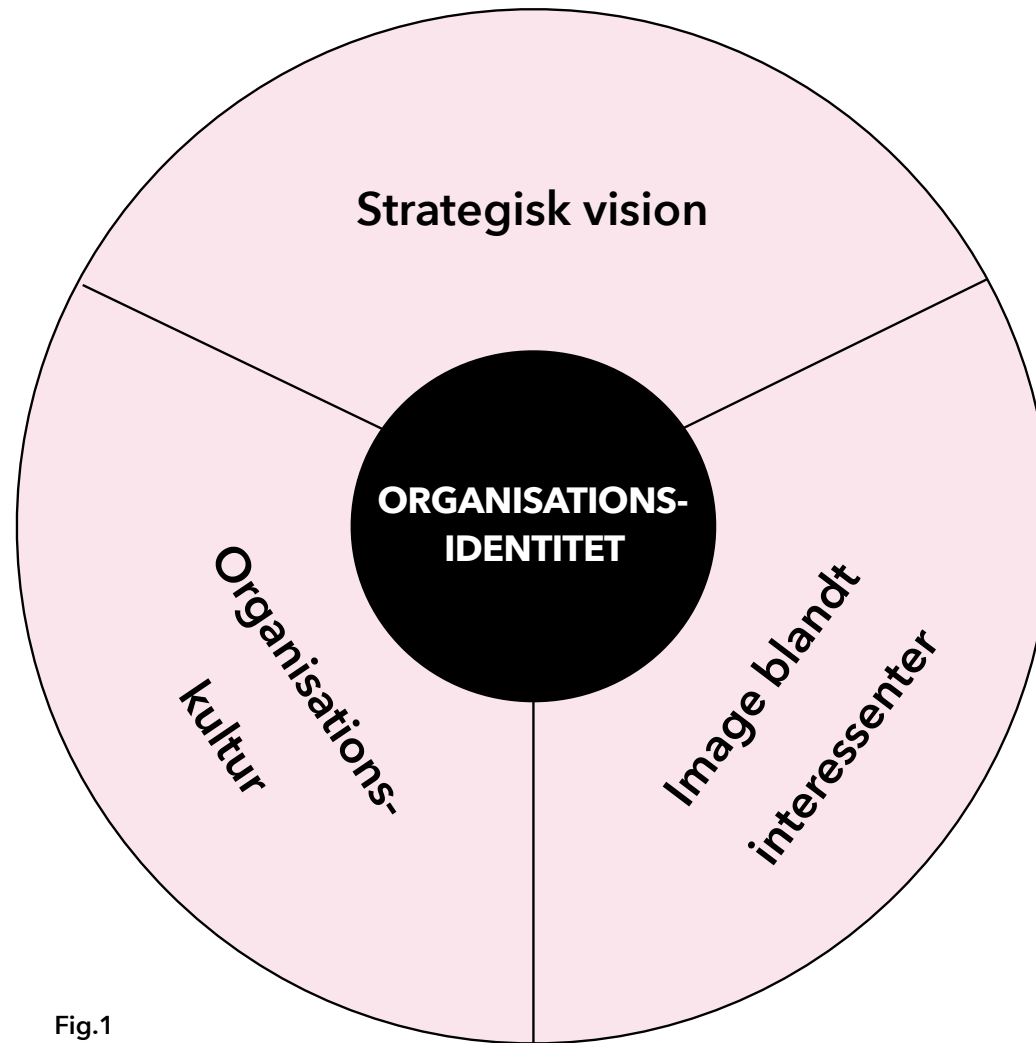 Strategisk vision
ORGANISATIONS-
IDENTITET
Organisations-
kultur
Image blandt
interessenter
Fig.1